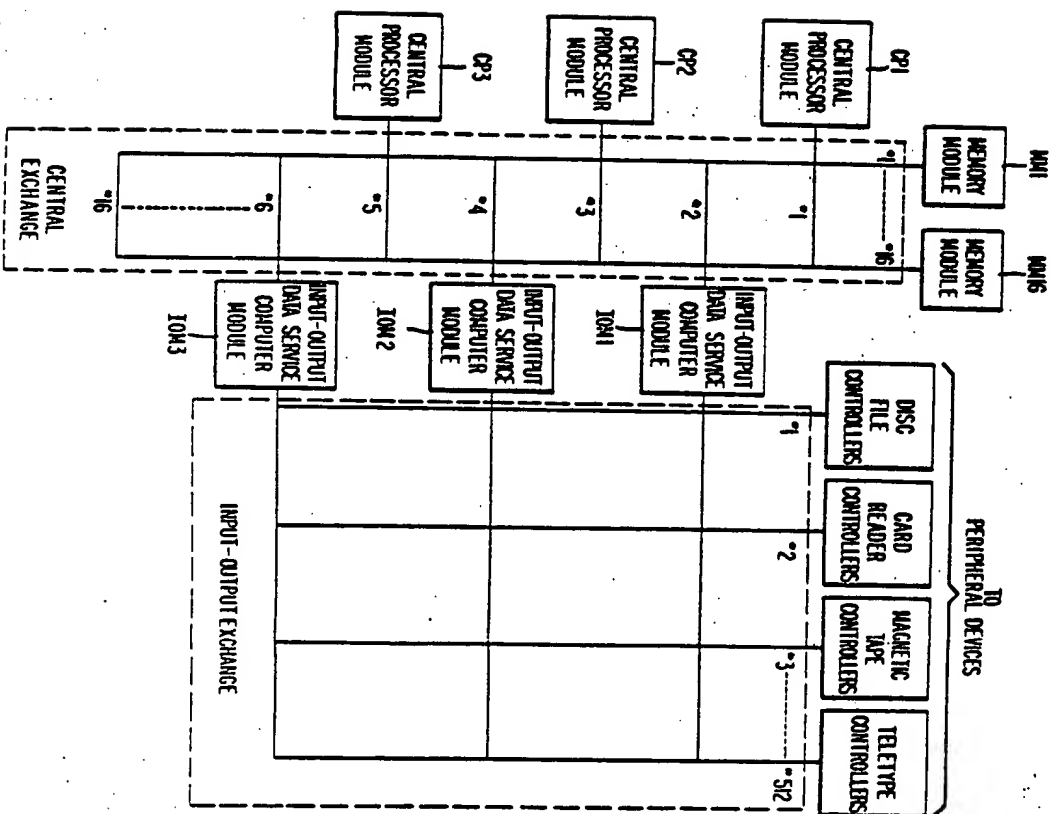 MM1
MM16
MEMORY
MODULE
MEMORY
MODULE
CP1
CENTRAL
PROCESSOR
MODULE
CP2
CENTRAL
PROCESSOR
MODULE
CP3
CENTRAL
PROCESSOR
MODULE
*1
*16
*1
*2
*3
*4
*5
*6
*16
CENTRAL
EXCHANGE
INPUT-OUTPUT
DATA SERVICE
COMPUTER
MODULE
IOM1
INPUT-OUTPUT
DATA SERVICE
COMPUTER
MODULE
IOM2
INPUT-OUTPUT
DATA SERVICE
COMPUTER
MODULE
IOM3
TO
PERIPHERAL DEVICES
DISC
FILE
CONTROLLERS
CARD
READER
CONTROLLERS
MAGNETIC
TAPE
CONTROLLERS
TELETYPE
CONTROLLERS
*1
*2
*3
*512
INPUT-OUTPUT EXCHANGE